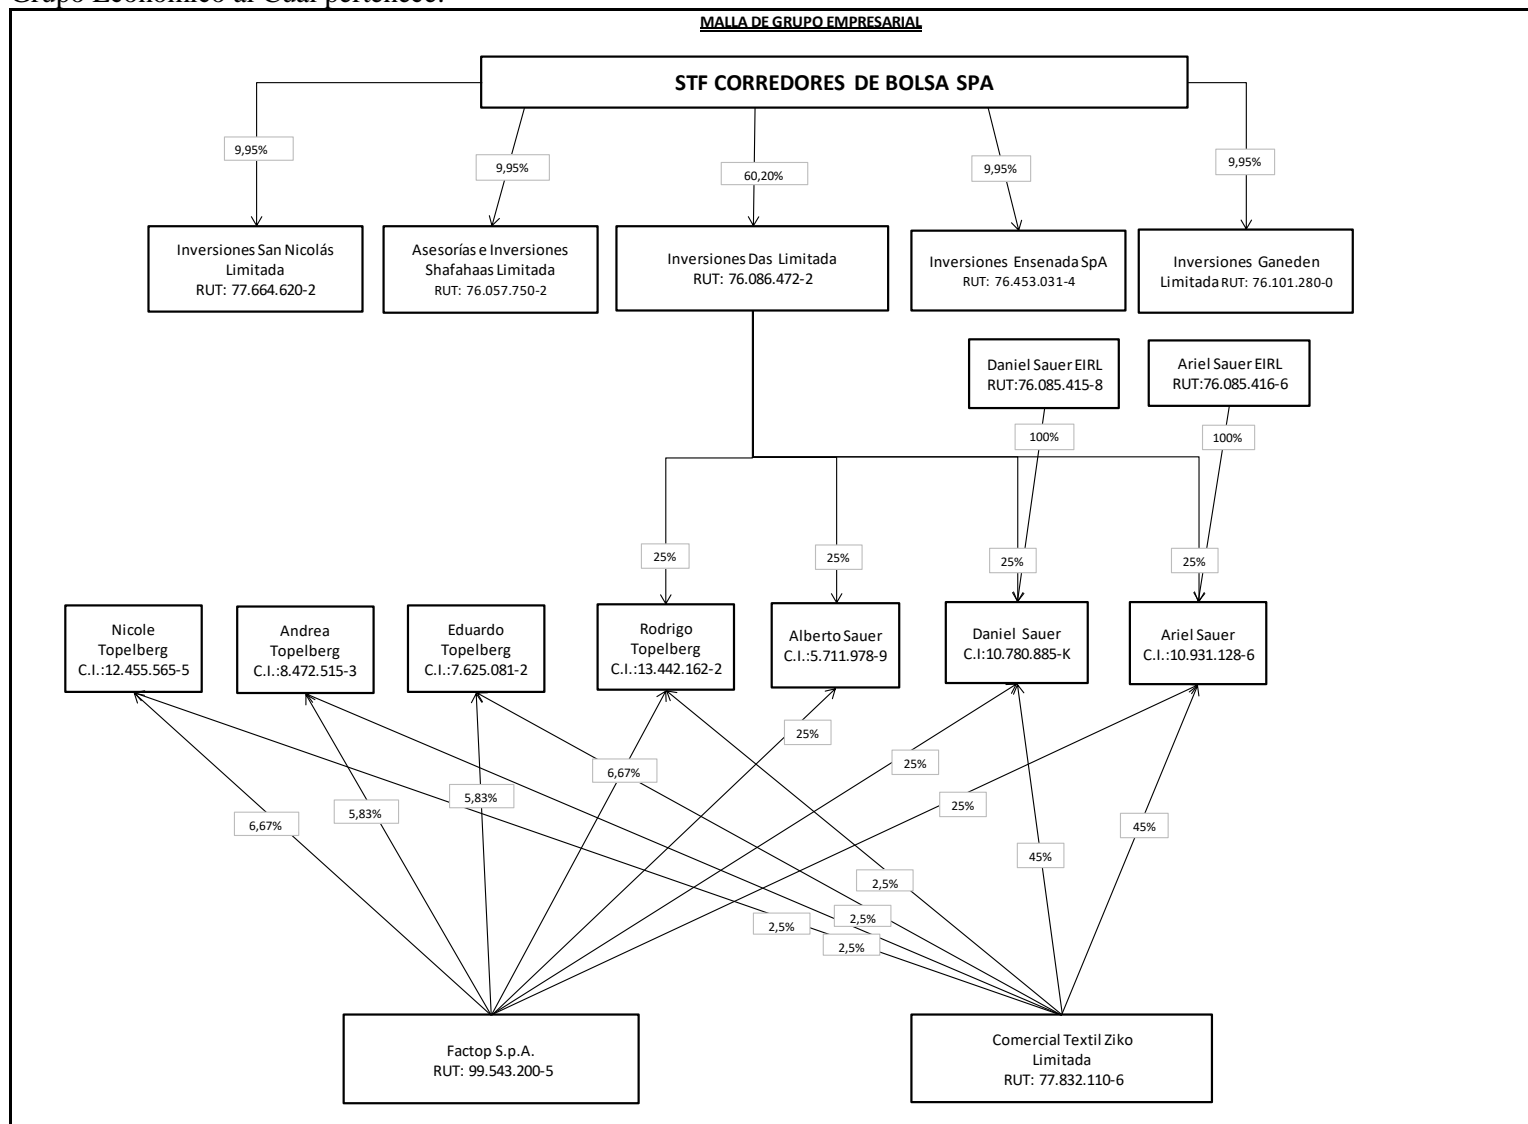 Grupo Económico al Cual pertenece:
MALLA DE GRUPO EMPRESARIAL
STF CORREDORES DE BOLSA SPA
9,95%
9,95%
60,20%
9,95%
9,95%
Inversiones San Nicolás
Limitada
RUT: 77.664.620-2
Asesorías e Inversiones
Shafahaas Limitada
RUT: 76.057.750-2
Inversiones Das Limitada
RUT: 76.086.472-2
Inversiones Ensenada SpA
RUT: 76.453.031-4
Inversiones Ganeden
Limitada RUT: 76.101.280-0
Daniel Sauer EIRL
RUT:76.085.415-8
Ariel Sauer EIRL
RUT:76.085.416-6
100%
100%
25%
25%
25%
25%
Nicole
Topelberg
C.I.:12.455.565-5
Andrea
Topelberg
C.I.:8.472.515-3
Eduardo
Topelberg
C.I.:7.625.081-2
Rodrigo
Topelberg
C.I.:13.442.162-2
Alberto Sauer
C.I.:5.711.978-9
Daniel Sauer
C.I:10.780.885-K
Ariel Sauer
C.I.:10.931.128-6
6,67%
5,83%
5,83%
6,67%
25%
25%
25%
45%
45%
2,5%
2,5%
2,5%
2,5%
Factop S.p.A.
RUT: 99.543.200-5
Comercial Textil Ziko
Limitada
RUT: 77.832.110-6